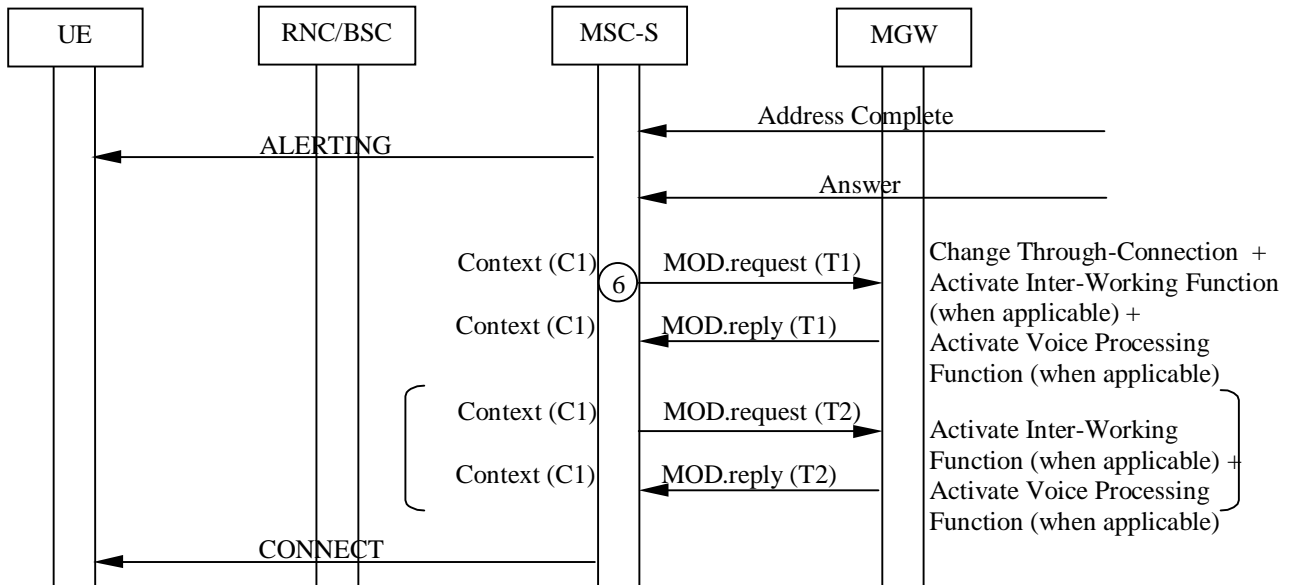 UE
RNC/BSC
MSC-S
MGW
Address Complete
ALERTING
Answer
Context (C1)
6
MOD.request (T1)
Change Through-Connection +
Activate Inter-Working Function
(when applicable) +
Activate Voice Processing
Function (when applicable)
Context (C1)
MOD.reply (T1)
Context (C1)
MOD.request (T2)
Activate Inter-Working
Function (when applicable) +
Activate Voice Processing
Function (when applicable)
Context (C1)
MOD.reply (T2)
CONNECT